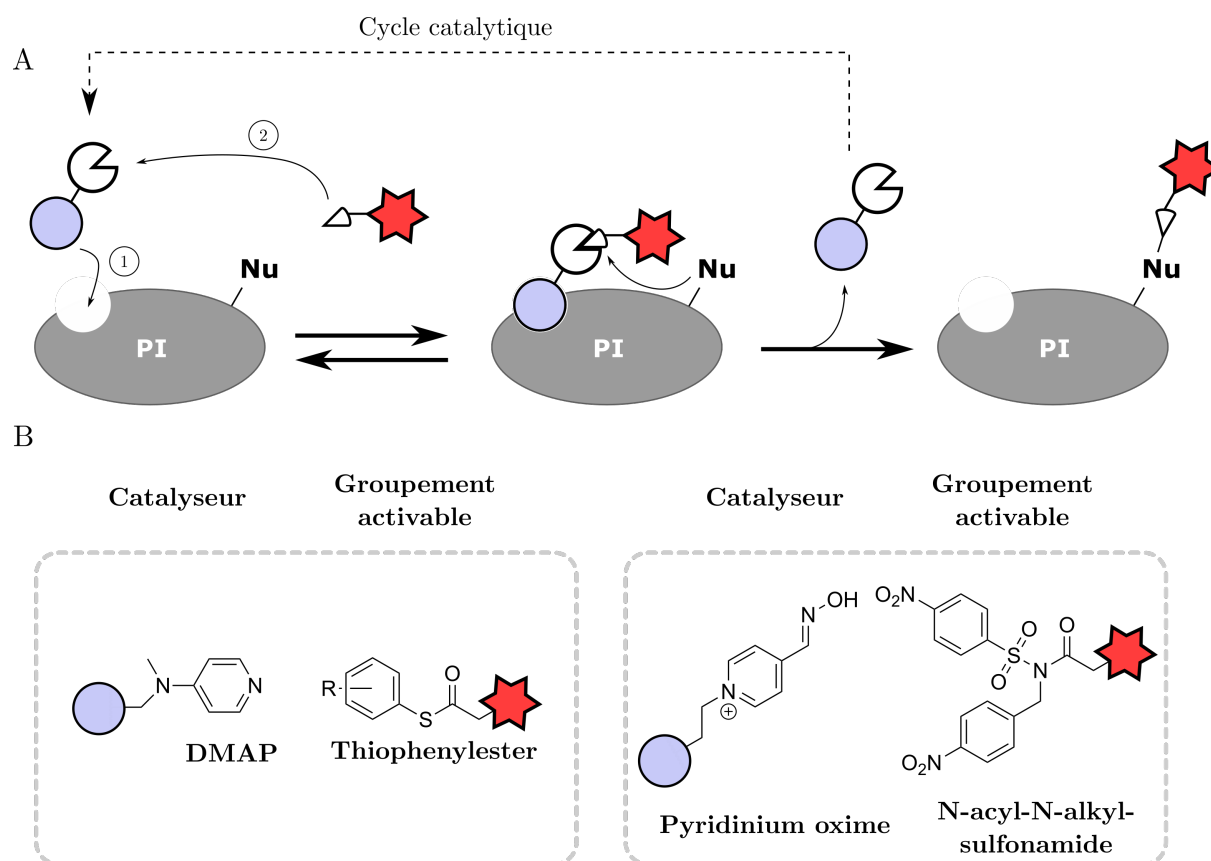 Cycle catalytique
A
2
1
Nu
Nu
Nu
PI
PI
PI
B
Catalyseur
Groupement
activable
Catalyseur
Groupement
activable
N
N
DMAP
R
O
S
Thiophenylester
N
OH
N
+
Pyridinium oxime
O₂N
O
O
S
O
N
O₂N
N-acyl-N-alkyl-
sulfonamide